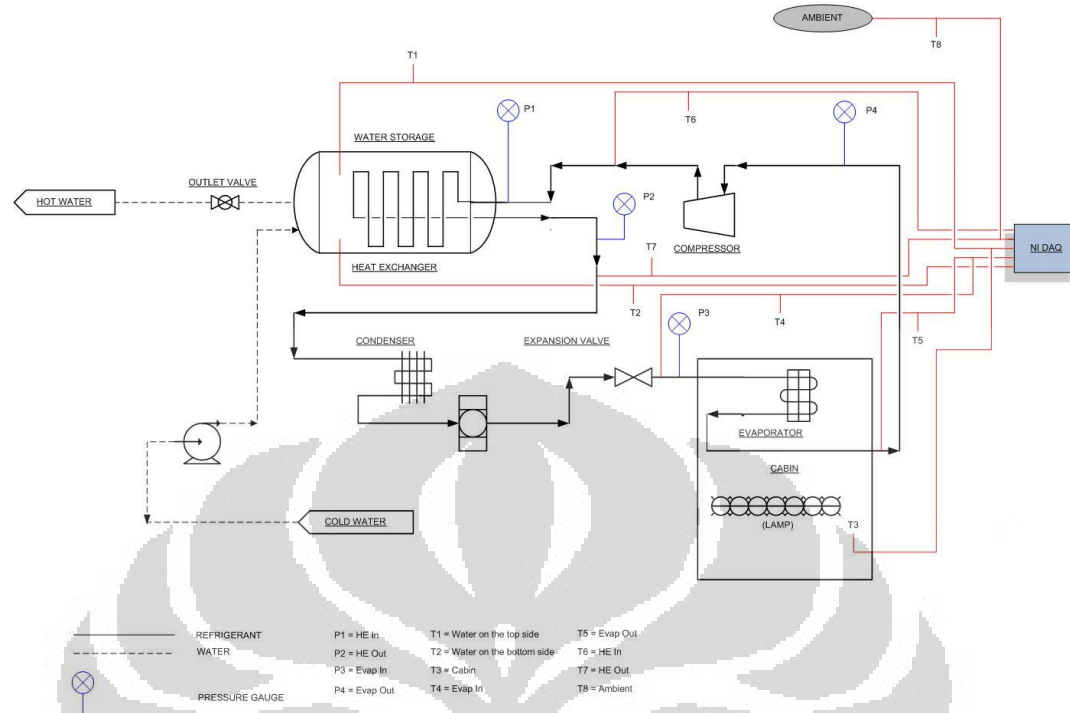 AMBIENT
T8
T1
P1
T6
P4
WATER STORAGE
OUTLET VALVE
HOT WATER
P2
COMPRESSOR
T7
NI DAQ
HEAT EXCHANGER
T2
T4
P3
T5
CONDENSER
EXPANSION VALVE
EVAPORATOR
CABIN
(LAMP)
T3
COLD WATER
REFRIGERANT
WATER
PRESSURE GAUGE
P1 = HE In
P2 = HE Out
P3 = Evap In
P4 = Evap Out
T1 = Water on the top side
T2 = Water on the bottom side
T3 = Cabin
T4 = Evap In
T5 = Evap Out
T6 = HE In
T7 = HE Out
T8 = Ambient